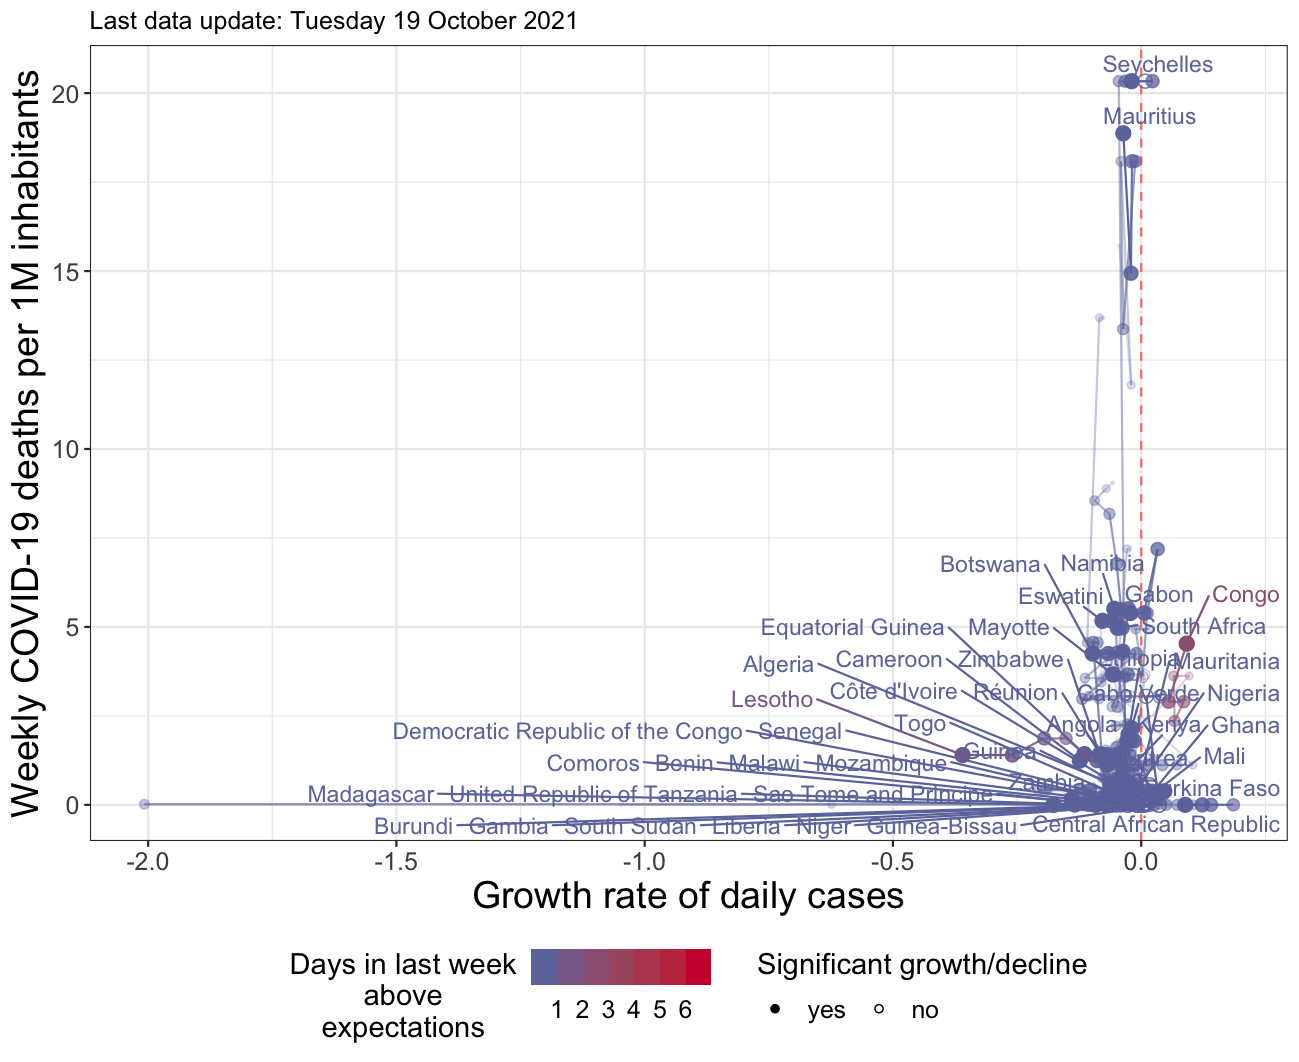 Last data update: Tuesday 19 October 2021
Weekly COVID-19 deaths per 1M inhabitants
20
15
10
5
0
Seychelles
Mauritius
Botswana
Namibia
Eswatini
Gabon
Congo
Equatorial Guinea
Mayotte
South Africa
Algeria
Cameroon
Zimbabwe
Ethiopia
Mauritania
Lesotho
Côte d'Ivoire
Réunion
Cabo Verde
Nigeria
Togo
Angola
Kenya
Ghana
Democratic Republic of the Congo
Senegal
Guinea
Eritrea
Mali
Comoros
Benin
Malawi
Mozambique
Zambia
Burkina Faso
Madagascar
United Republic of Tanzania
Sao Tome and Principe
Burundi
Gambia
South Sudan
Liberia
Niger
Guinea-Bissau
Central African Republic
-2.0
-1.5
-1.0
-0.5
0.0
Growth rate of daily cases
Days in last week
above
expectations
1 2 3 4 5 6
Significant growth/decline
yes
no